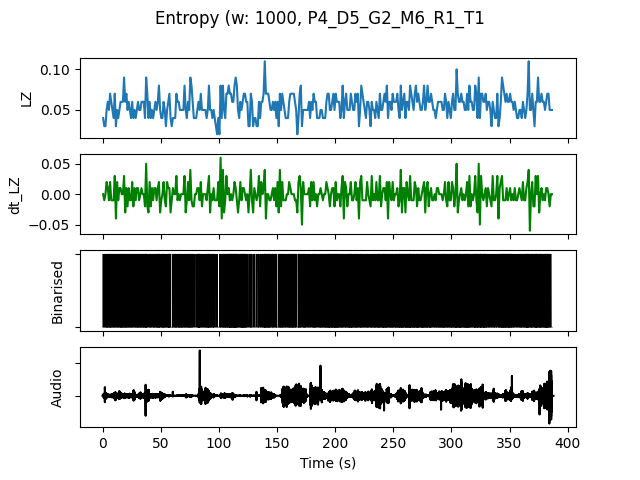 Entropy (w: 1000, P4_D5_G2_M6_R1_T1
0.10
0.05
LZ
0.05
0.00
−0.05
dt_LZ
Binarised
Audio
0 50 100 150 200 250 300 350 400
Time (s)